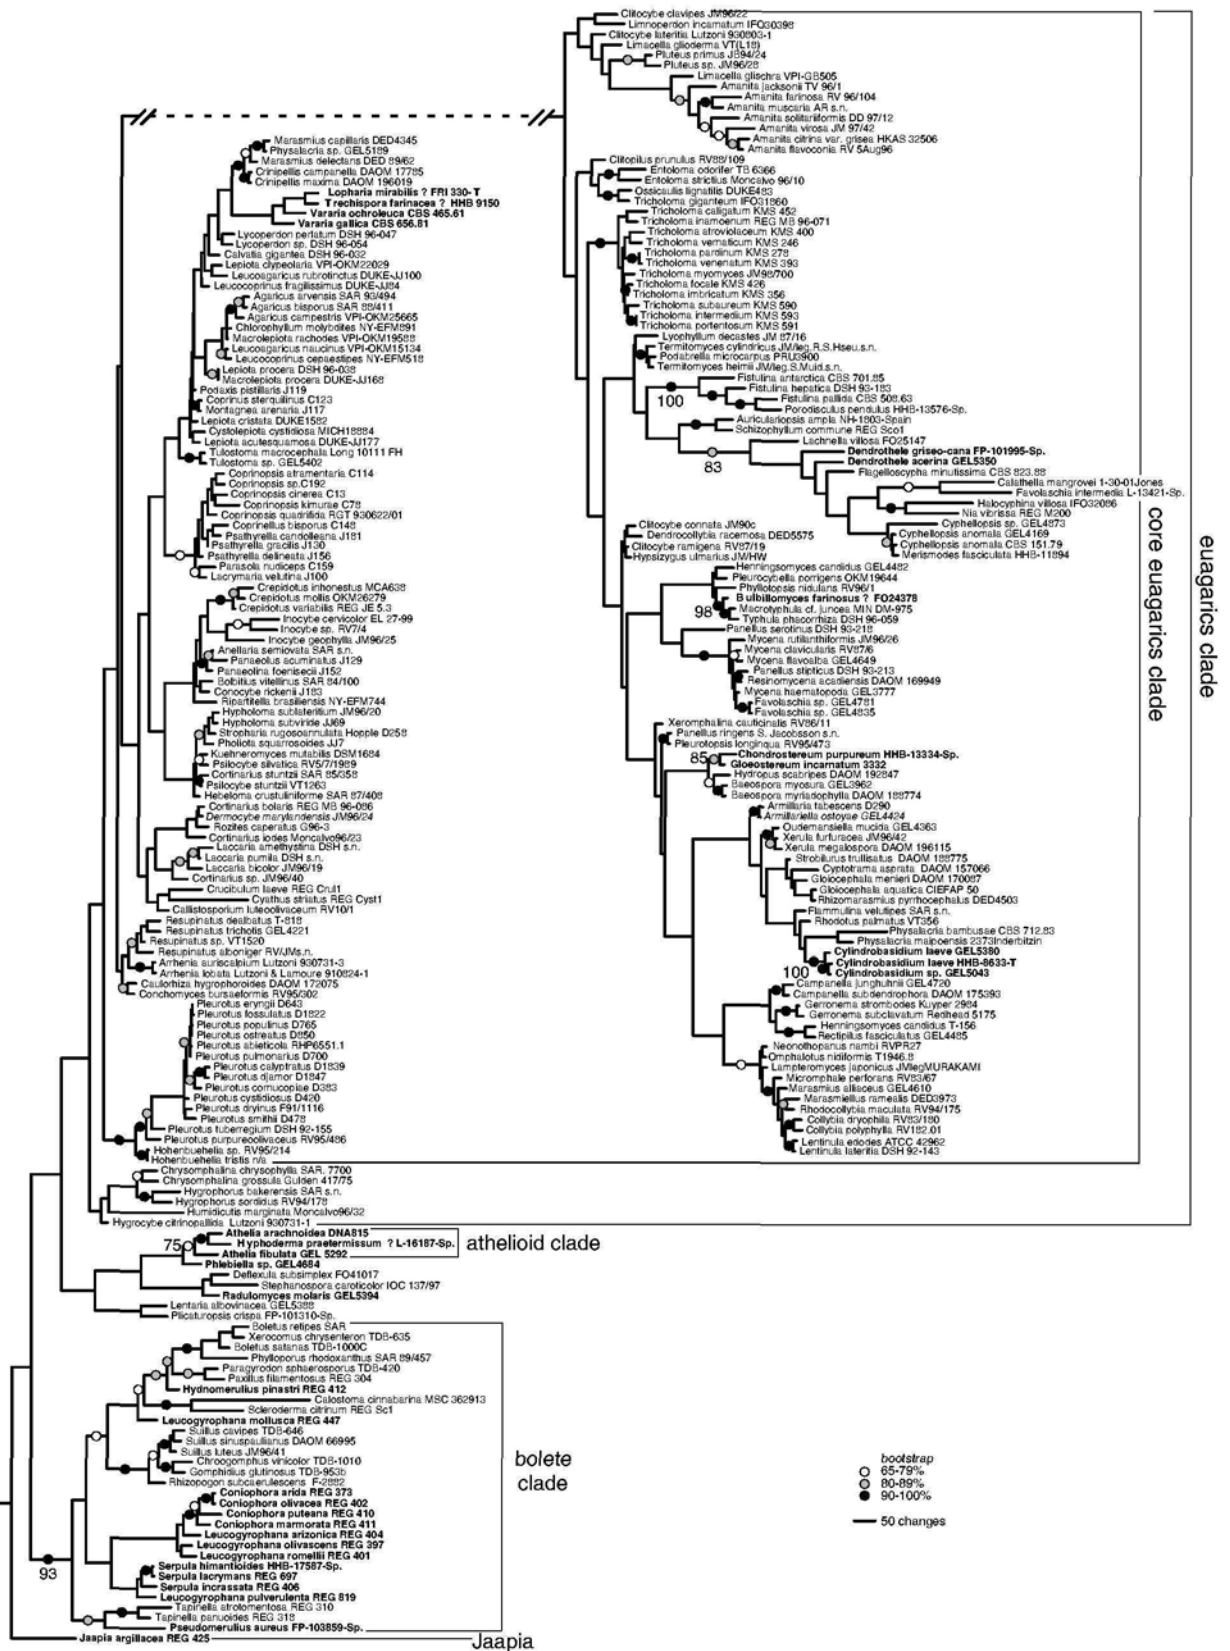 Marasmius capillaris DED4345
Physalacria sp. GEL5189
Marasmius delectans DED 89/62
Crinipellis campanella DAOM 17785
Crinipellis maxima DAOM 196019
Lopharia mirabilis ? FRI 330-T
Trechispora farinacea ? HHB 9150
Vararia ochroleuca CBS 465.61
Vararia gallica CBS 656.81
Lycoperdon perlatum DSH 96-047
Lycoperdon sp. DSH 96-054
Calvatia gigantea DSH 96-032
Lepiota clypeolaria VPI-OKM22029
Leucoagaricus rubrotinctus DUKE-JJ100
Leucocoprinus fragilissimus DUKE-JJ84
Agaricus arvensis SAR 93/494
Agaricus bisporus SAR 88/411
Agaricus campestris VPI-OKM25665
Chlorophyllum molybdites NY-EFM891
Macrolepiota rachodes VPI-OKM19588
Leucoagaricus naucinus VPI-OKM15134
Leucocoprinus cepaestipes NY-EFM518
Lepiota procera DSH 96-038
Macrolepiota procera DUKE-JJ168
Podaxis pistillaris J119
Coprinus sterquilinus C123
Montagnea arenaria J117
Lepiota cristata DUKE1582
Cystolepiota cystidiosa MICH18884
Lepiota acutesquamosa DUKE-JJ177
Tulostoma macrocephala Long 10111 FH
Tulostoma sp. GEL5402
Coprinopsis atramentaria C114
Coprinopsis sp.C192
Coprinopsis cinerea C13
Coprinopsis kimurae C78
Coprinopsis quadrifida RGT 930622/01
Coprinellus bisporus C148
Psathyrella candolleana J181
Psathyrella gracilis J130
Psathyrella delineata J156
Parasola nudiceps C159
Lacrymaria velutina J100
Crepidotus inhonestus MCA638
Crepidotus mollis OKM26279
Crepidotus variabilis REG JE 5.3
Inocybe cervicolor EL 27-99
Inocybe sp. RV7/4
Inocybe geophylla JM96/25
Anellaria semiovata SAR s.n.
Panaeolus acuminatus J129
Panaeolina foenisecii J152
Bolbitius vitellinus SAR 84/100
Conocybe rickenii J183
Ripartitella brasiliensis NY-EFM744
Hypholoma sublateritium JM96/20
Hypholoma subviride JJ69
Stropharia rugosoannulata Hopple D258
Pholiota squarrosoides JJ7
Kuehneromyces mutabilis DSM1684
Psilocybe silvatica RV5/7/1989
Cortinarius stuntzii SAR 85/358
Psilocybe stuntzii VT1263
Hebeloma crustuliniforme SAR 87/408
Cortinarius bolaris REG MB 96-086
Dermocybe marylandensis JM96/24
Rozites caperatus G96-3
Cortinarius iodes Moncalvo96/23
Laccaria amethystina DSH s.n.
Laccaria pumila DSH s.n.
Laccaria bicolor JM96/19
Cortinarius sp. JM96/40
Crucibulum laeve REG Crul1
Cyathus striatus REG Cyst1
Callistosporium luteoolivaceum RV10/1
Resupinatus dealbatus T-818
Resupinatus trichotis GEL4221
Resupinatus sp. VT1520
Resupinatus alboniger RV/JMs.n.
Arrhenia auriscalpium Lutzoni 930731-3
Arrhenia lobata Lutzoni & Lamoure 910824-1
Caulorhiza hygrophoroides DAOM 172075
Conchomyces bursaeformis RV95/302
Pleurotus eryngii D643
Pleurotus fossulatus D1822
Pleurotus populinus D765
Pleurotus ostreatus D850
Pleurotus abieticola RHP6551.1
Pleurotus pulmonarius D700
Pleurotus calyptratus D1839
Pleurotus djamor D1847
Pleurotus cornucopiae D383
Pleurotus cystidiosus D420
Pleurotus dryinus F91/1116
Pleurotus smithii D478
Pleurotus tuberregium DSH 92-155
Pleurotus purpureoolivaceus RV95/486
Hohenbuehelia sp. RV95/214
Hohenbuehelia tristis n/a
Chrysomphalina chrysophylla SAR. 7700
Chrysomphalina grossula Gulden 417/75
Hygrophorus bakerensis SAR s.n.
Hygrophorus sordidus RV94/178
Humidicutis marginata Moncalvo96/32
Hygrocybe citrinopallida Lutzoni 930731-1
Athelia arachnoidea DNA815
Hyphoderma praetermissum ? L-16187-Sp.
Athelia fibulata GEL 5292
75
athelioid clade
Phlebiella sp. GEL4684
Deflexula subsimplex FO41017
Stephanospora caroticolor IOC 137/97
Radulomyces molaris GEL5394
Lentaria albovinacea GEL5388
Plicaturopsis crispa FP-101310-Sp.
Boletus retipes SAR
Xerocomus chrysenteron TDB-635
Boletus satanas TDB-1000C
Phylloporus rhodoxanthus SAR 89/457
Paragyrodon sphaerosporus TDB-420
Paxillus filamentosus REG 304
Hydnomerulius pinastri REG 412
Calostoma cinnabarina MSC 362913
Scleroderma citrinum REG Sc1
Leucogyrophana mollusca REG 447
Suillus cavipes TDB-646
Suillus sinuspaulianus DAOM 66995
Suillus luteus JM96/41
Chroogomphus vinicolor TDB-1010
Gomphidius glutinosus TDB-953b
Rhizopogon subcaerulescens F-2882
Coniophora arida REG 373
Coniophora olivacea REG 402
Coniophora puteana REG 410
Coniophora marmorata REG 411
Leucogyrophana arizonica REG 404
Leucogyrophana olivascens REG 397
Leucogyrophana romellii REG 401
Serpula himantioides HHB-17587-Sp.
Serpula lacrymans REG 697
Serpula incrassata REG 406
Leucogyrophana pulverulenta REG 819
Tapinella atrotomentosa REG 310
Tapinella panuoides REG 318
Pseudomerulius aureus FP-103859-Sp.
93
bolete
clade
Jaapia argillacea REG 425
Jaapia
Clitocybe clavipes JM96/22
Limnoperdon incarnatum IFO30398
Clitocybe lateritia Lutzoni 930803-1
Limacella glioderma VT(L18)
Pluteus primus JB94/24
Pluteus sp. JM96/28
Limacella glischra VPI-GB505
Amanita jacksonii TV 96/1
Amanita farinosa RV 96/104
Amanita muscaria AR s.n.
Amanita solitariiformis DD 97/12
Amanita virosa JM 97/42
Amanita citrina var. grisea HKAS 32506
Amanita flavoconia RV 5Aug96
Clitopilus prunulus RV88/109
Entoloma odorifer TB 6366
Entoloma strictius Moncalvo 96/10
Ossicaulis lignatilis DUKE483
Tricholoma giganteum IFO31860
Tricholoma caligatum KMS 452
Tricholoma inamoenum REG MB 96-071
Tricholoma atroviolaceum KMS 400
Tricholoma vernaticum KMS 246
Tricholoma pardinum KMS 278
Tricholoma venenatum KMS 393
Tricholoma myomyces JM98/700
Tricholoma focale KMS 426
Tricholoma imbricatum KMS 356
Tricholoma subaureum KMS 590
Tricholoma intermedium KMS 593
Tricholoma portentosum KMS 591
Lyophyllum decastes JM 87/16
Termitomyces cylindricus JM/leg.R.S.Hseu.s.n.
Podabrella microcarpus PRU3900
Termitomyces heimii JM/leg.S.Muid.s.n.
Fistulina antarctica CBS 701.85
Fistulina hepatica DSH 93-183
Fistulina pallida CBS 508.63
Porodisculus pendulus HHB-13576-Sp.
100
Auriculariopsis ampla NH-1803-Spain
Schizophyllum commune REG Sco1
Lachnella villosa FO25147
Dendrothele griseo-cana FP-101995-Sp.
Dendrothele acerina GEL5350
83
Flagelloscypha minutissima CBS 823.88
Calathella mangrovei 1-30-01Jones
Favolaschia intermedia L-13421-Sp.
Halocyphina villosa IFO32086
Nia vibrissa REG M200
Cyphellopsis sp. GEL4873
Cyphellopsis anomala GEL4169
Cyphellopsis anomala CBS 151.79
Merismodes fasciculata HHB-11894
Clitocybe connata JM90c
Dendrocollybia racemosa DED5575
Clitocybe ramigena RV87/19
Hypsizygus ulmarius JM/HW
Henningsomyces candidus GEL4482
Pleurocybella porrigens OKM19644
Phyllotopsis nidulans RV96/1
Bulbillomyces farinosus ? FO24378
Macrotyphula cf. juncea MIN DM-975
Typhula phacorrhiza DSH 96-059
98
Panellus serotinus DSH 93-218
Mycena rutilanthiformis JM96/26
Mycena clavicularis RV87/6
Mycena flavoalba GEL4649
Panellus stipticus DSH 93-213
Resinomycena acadiensis DAOM 169949
Mycena haematopoda GEL3777
Favolaschia sp. GEL4781
Favolaschia sp. GEL4835
Xeromphalina cauticinalis RV86/11
Panellus ringens S. Jacobsson s.n.
Pleurotopsis longinqua RV95/473
85
Chondrostereum purpureum HHB-13334-Sp.
Gloeostereum incarnatum 3332
Hydropus scabripes DAOM 192847
Baeospora myosura GEL3962
Baeospora myriadophylla DAOM 188774
Armillaria tabescens D290
Armillariella ostoyae GEL4424
Oudemansiella mucida GEL4363
Xerula furfuracea JM96/42
Xerula megalospora DAOM 196115
Strobilurus trullisatus DAOM 188775
Cyptotrama asprata DAOM 157066
Gloiocephala menieri DAOM 170087
Gloiocephala aquatica CIEFAP 50
Rhizomarasmius pyrrhocephalus DED4503
Flammulina velutipes SAR s.n.
Rhodotus palmatus VT356
Physalacria bambusae CBS 712.83
Physalacria maipoensis 2373Inderbitzin
Cylindrobasidium laeve GEL5380
Cylindrobasidium laeve HHB-8633-T
Cylindrobasidium sp. GEL5043
100
Campanella junghuhnii GEL4720
Campanella subdendrophora DAOM 175393
Gerronema strombodes Kuyper 2984
Gerronema subclavatum Redhead 5175
Henningsomyces candidus T-156
Rectipilus fasciculatus GEL4485
Neonothopanus nambi RVPR27
Omphalotus nidiformis T1946.8
Lampteromyces japonicus JMlegMURAKAMI
Micromphale perforans RV83/67
Marasmius alliaceus GEL4610
Marasmiellus ramealis DED3973
Rhodocollybia maculata RV94/175
Collybia dryophila RV83/180
Collybia polyphylla RV182.01
Lentinula edodes ATCC 42962
Lentinula lateritia DSH 92-143
core euagarics clade
euagarics clade
bootstrap
65-79%
80-89%
90-100%
50 changes